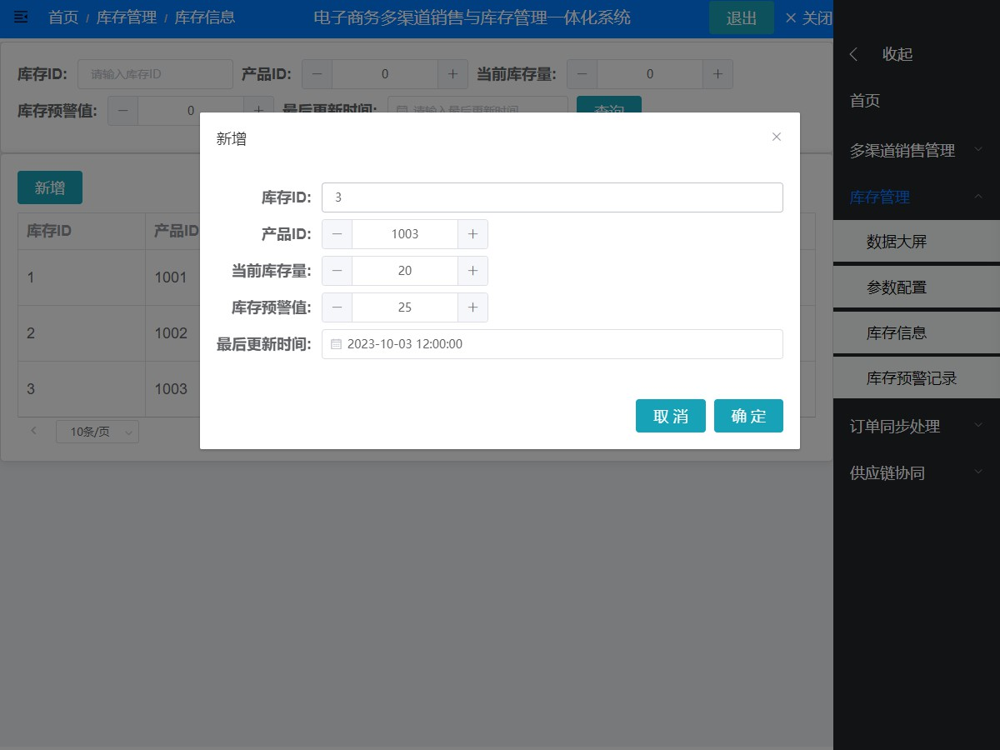 首页 / 库存管理 / 库存信息 电子商务多渠道销售与库存管理一体化系统 退出 × 关闭
库存ID: 请输入库存ID 产品ID: 0 当前库存量: 0
库存预警值: 0 最后更新时间: 请输入最后更新时间 查询
新增
库存ID 产品ID
1 1001
2 1002
3 1003
10条/页
新增
库存ID: 3
产品ID: 1003
当前库存量: 20
库存预警值: 25
最后更新时间: 2023-10-03 12:00:00
取 消 确 定
收起
首页
多渠道销售管理
库存管理
数据大屏
参数配置
库存信息
库存预警记录
订单同步处理
供应链协同